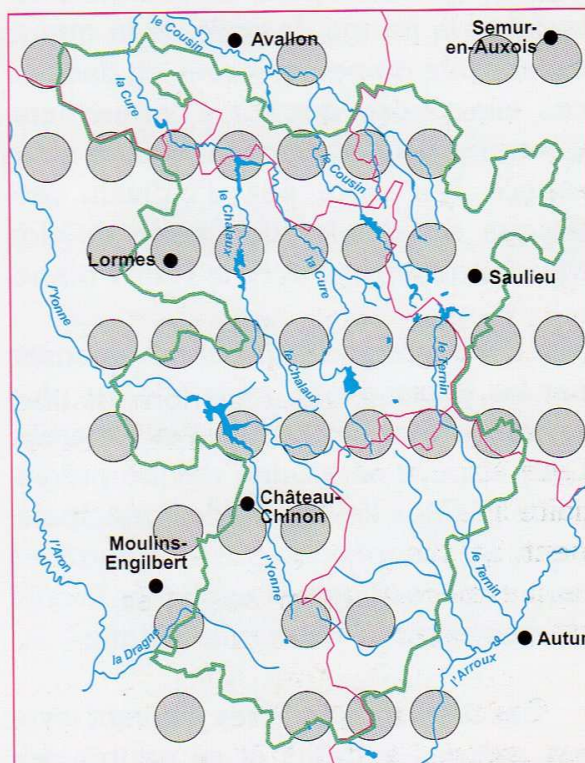 le Cousin
Avallon
Semur-
en-Auxois
la Cure
le Cousin
le Chalaux
Lormes
la Cure
Saulieu
l'Yonne
le Ternin
le Chalaux
Château-
Chinon
Moulins-
Engilbert
l'Aron
l'Yonne
le Ternin
Autun
la Dragne
l'Arroux